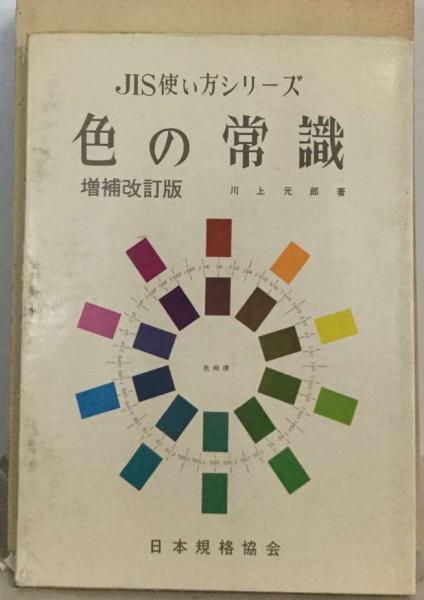 JIS使い方シリーズ
色の常識
増補改訂版
川上元郎著
色相環
日本規格協会